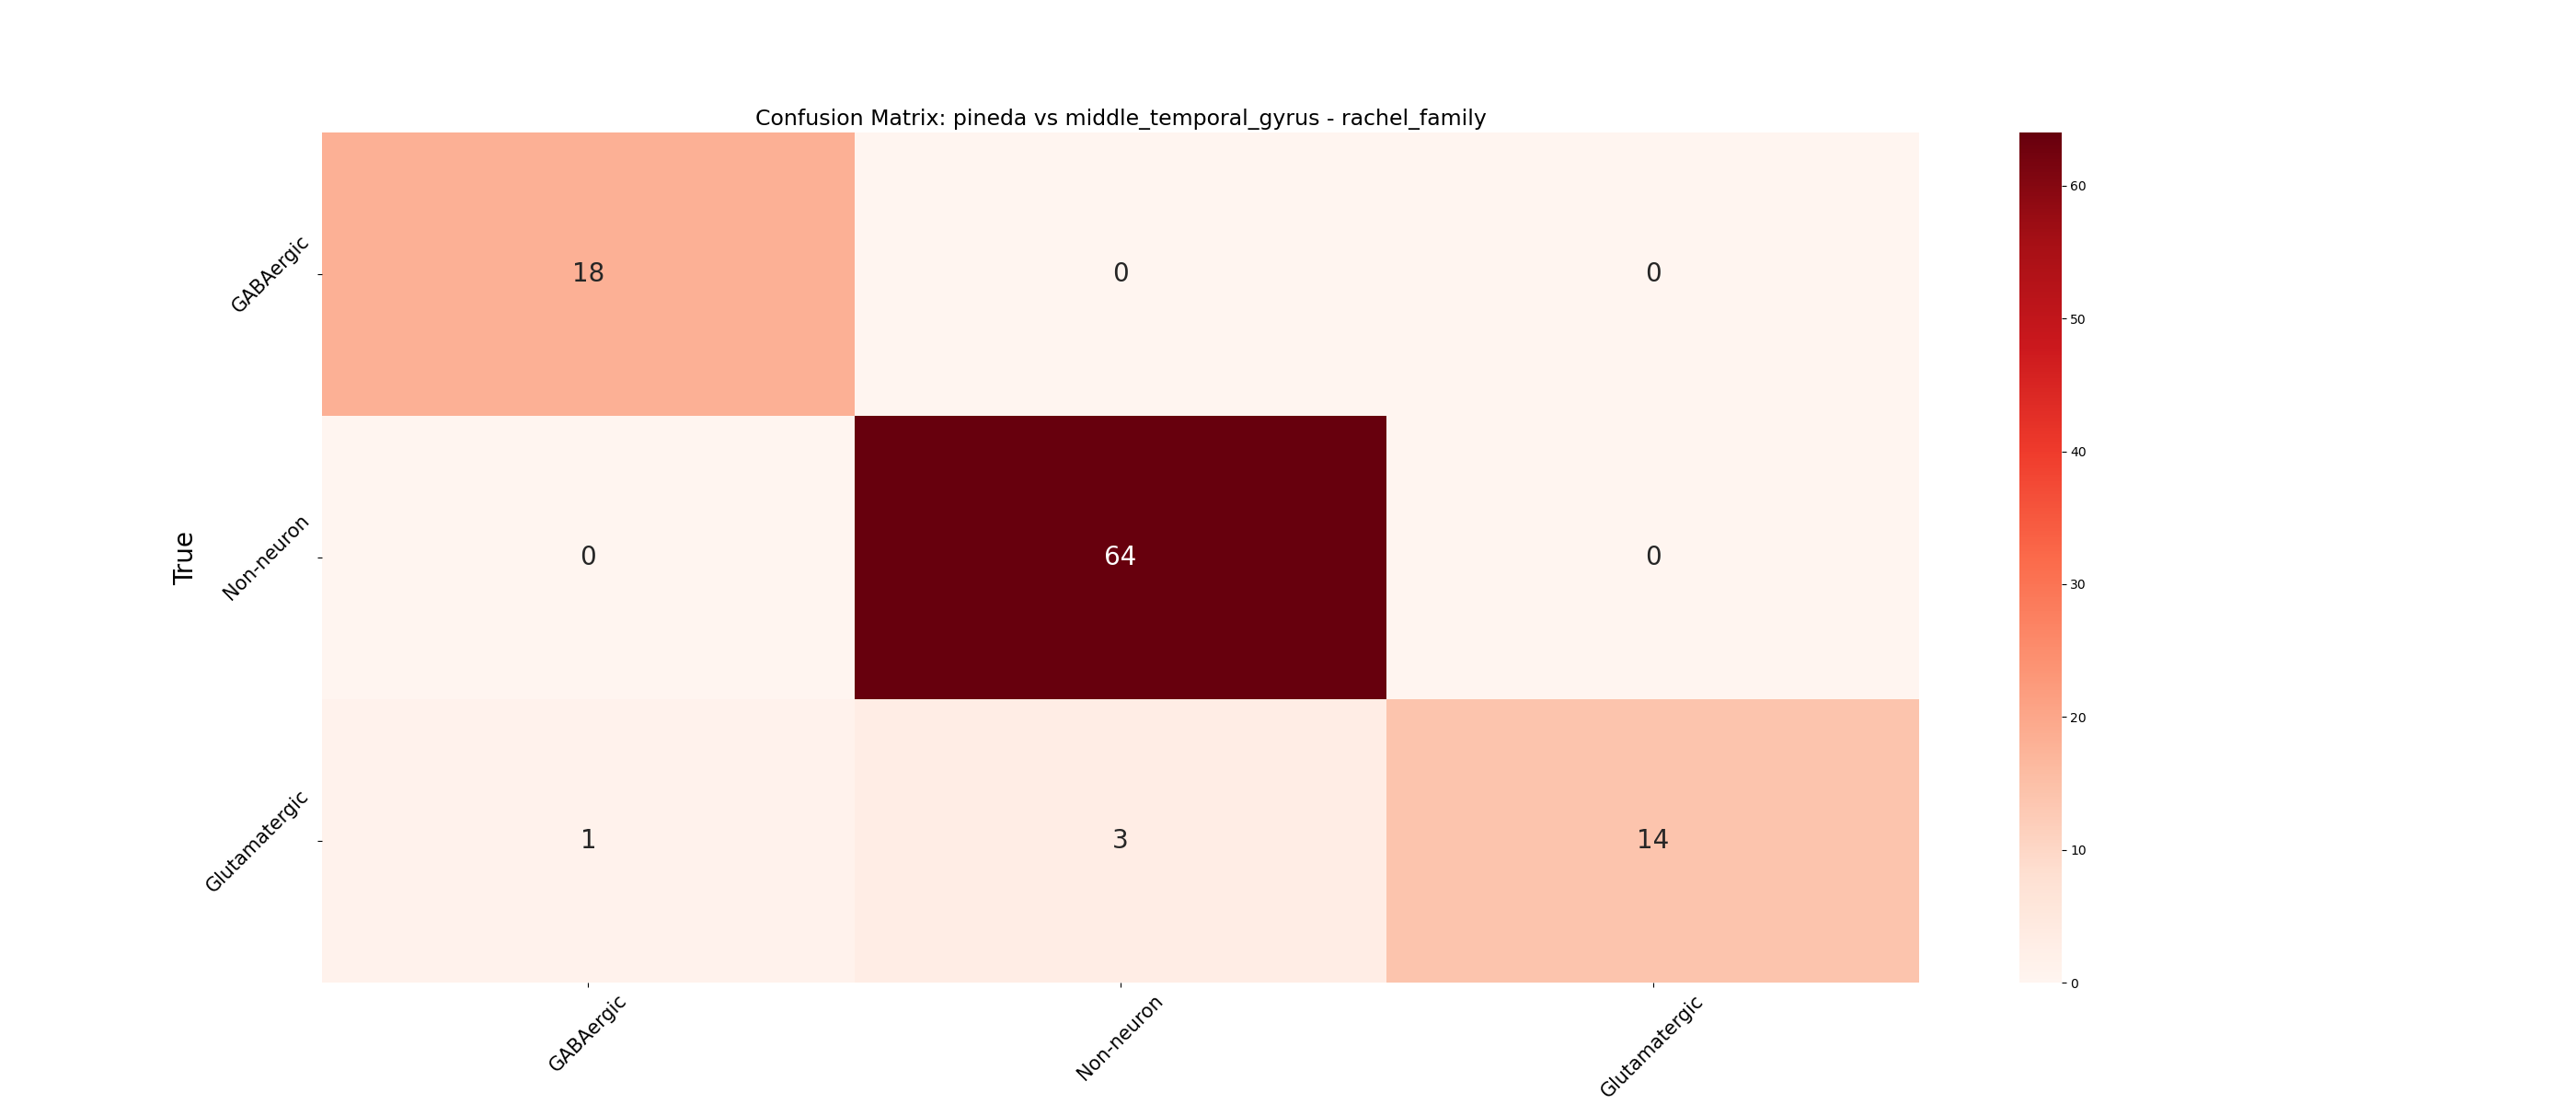 Confusion Matrix: pineda vs middle_temporal_gyrus - rachel_family
True
GABAergic
18
0
0
Non-neuron
0
64
0
Glutamatergic
1
3
14
GABAergic
Non-neuron
Glutamatergic
60
50
40
30
20
10
0